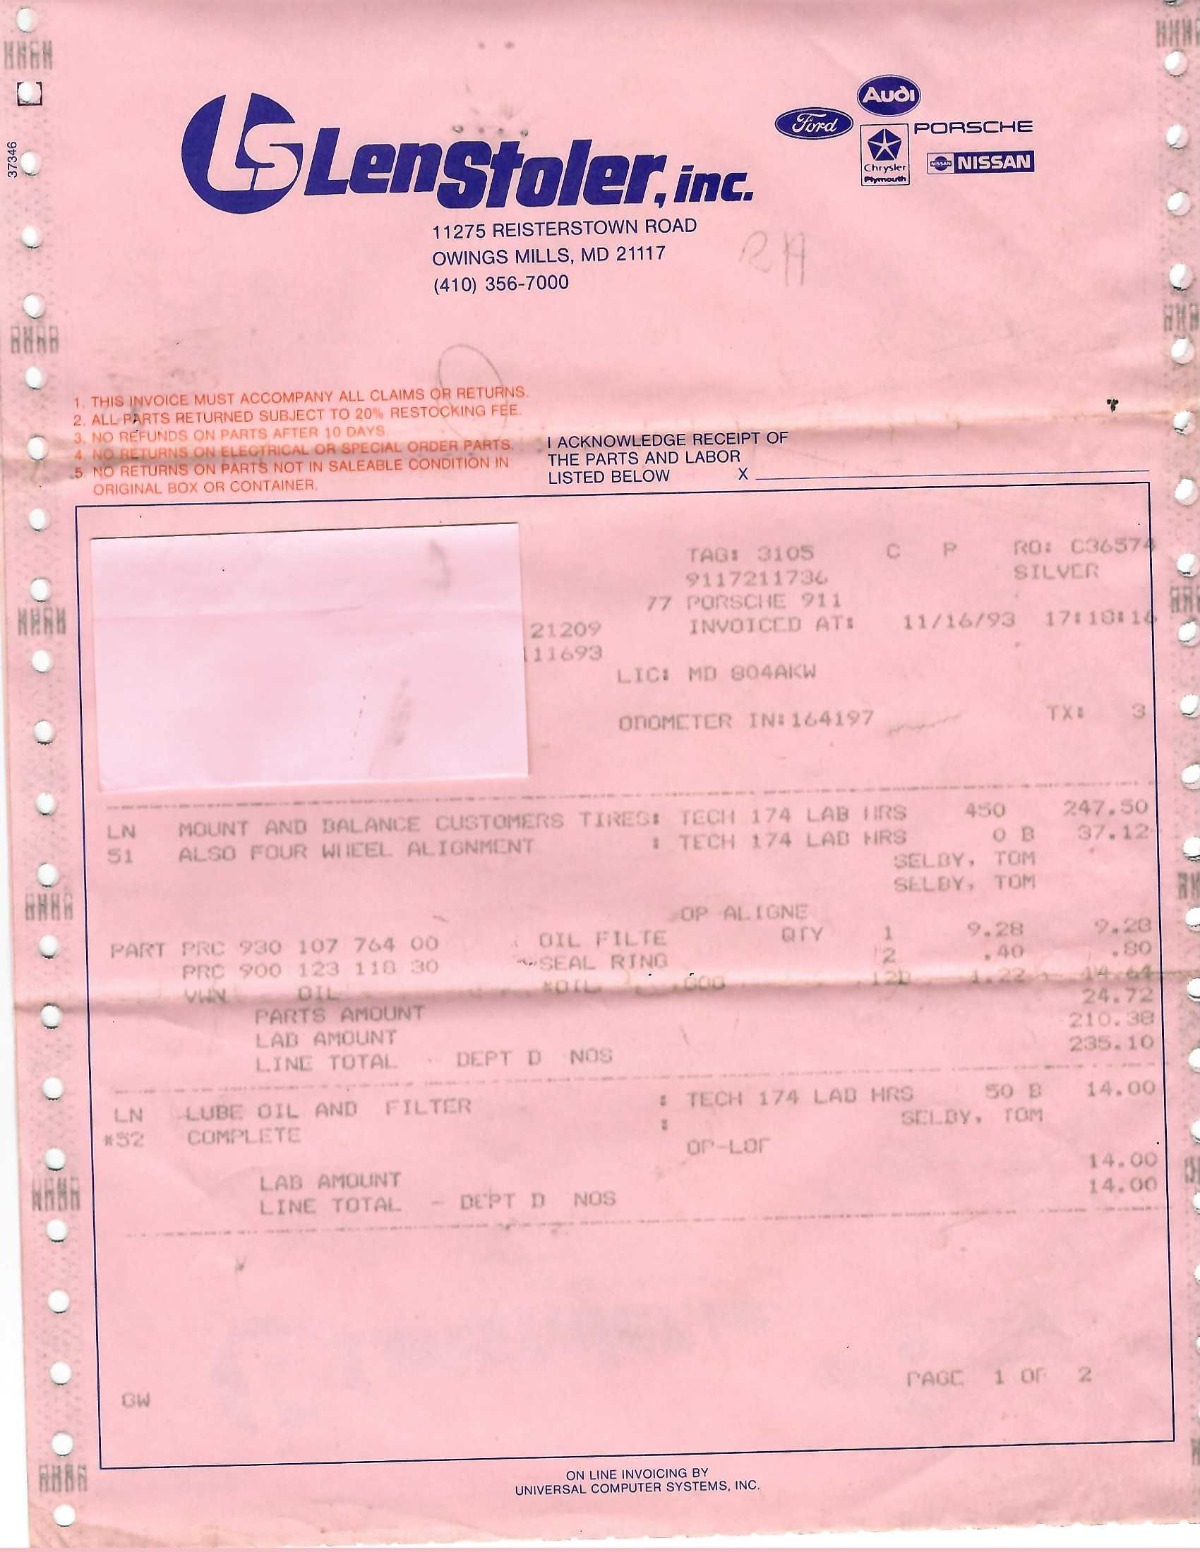 37346
LS LenStoler, inc.
11275 REISTERSTOWN ROAD
OWINGS MILLS, MD 21117
(410) 356-7000
Ford
Audi
Chrysler
Plymouth
PORSCHE
NISSAN
1. THIS INVOICE MUST ACCOMPANY ALL CLAIMS OR RETURNS.
2. ALL PARTS RETURNED SUBJECT TO 20% RESTOCKING FEE.
3. NO REFUNDS ON PARTS AFTER 10 DAYS.
4. NO RETURNS ON ELECTRICAL OR SPECIAL ORDER PARTS.
5. NO RETURNS ON PARTS NOT IN SALEABLE CONDITION IN
ORIGINAL BOX OR CONTAINER.
I ACKNOWLEDGE RECEIPT OF
THE PARTS AND LABOR
LISTED BELOW X
TAG: 3105 C P RO: C36574
9117211736 SILVER
77 PORSCHE 911
21209 INVOICED AT: 11/16/93 17:18:16
111693
LIC: MD 804AKW
ODOMETER IN:164197 TX: 3
LN MOUNT AND BALANCE CUSTOMERS TIRES: TECH 174 LAB HRS 450 247.50
51 ALSO FOUR WHEEL ALIGNMENT : TECH 174 LAB HRS 0 B 37.12
SELBY, TOM
SELBY, TOM
OP ALIGNE
PART PRC 930 107 764 00 OIL FILTE QTY 1 9.28 9.28
PRC 900 123 118 30 SEAL RING 2 .40 .80
VWN OIL *OIL 12B 1.22 14.64
PARTS AMOUNT 24.72
LAB AMOUNT 210.38
LINE TOTAL - DEPT D NOS 235.10
LN LUBE OIL AND FILTER : TECH 174 LAB HRS 50 B 14.00
#52 COMPLETE : SELBY, TOM
OP-LOF
LAB AMOUNT 14.00
LINE TOTAL - DEPT D NOS 14.00
GW
PAGE 1 OF 2
ON LINE INVOICING BY
UNIVERSAL COMPUTER SYSTEMS, INC.